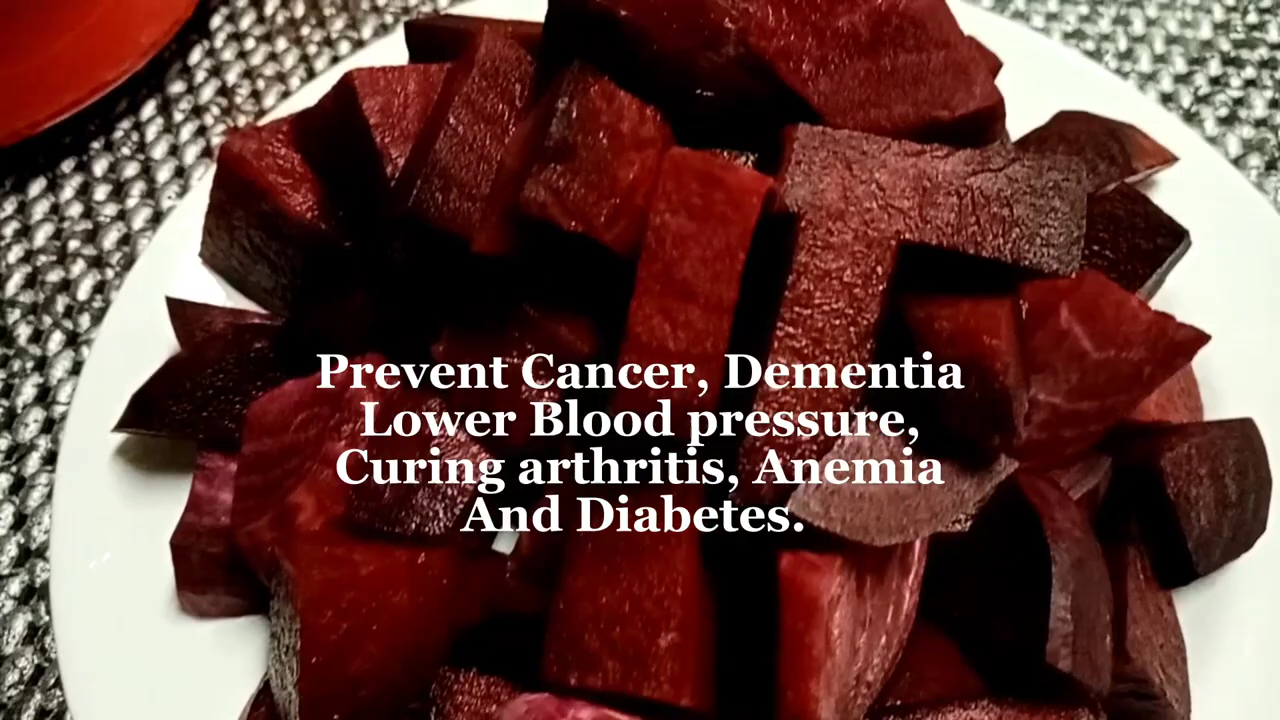 Prevent Cancer, Dementia
Lower Blood pressure,
Curing arthritis, Anemia
And Diabetes.